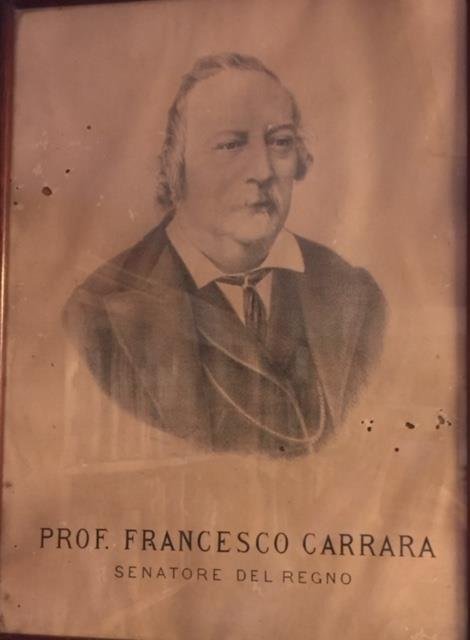 PROF. FRANCESCO CARRARA
SENATORE DEL REGNO